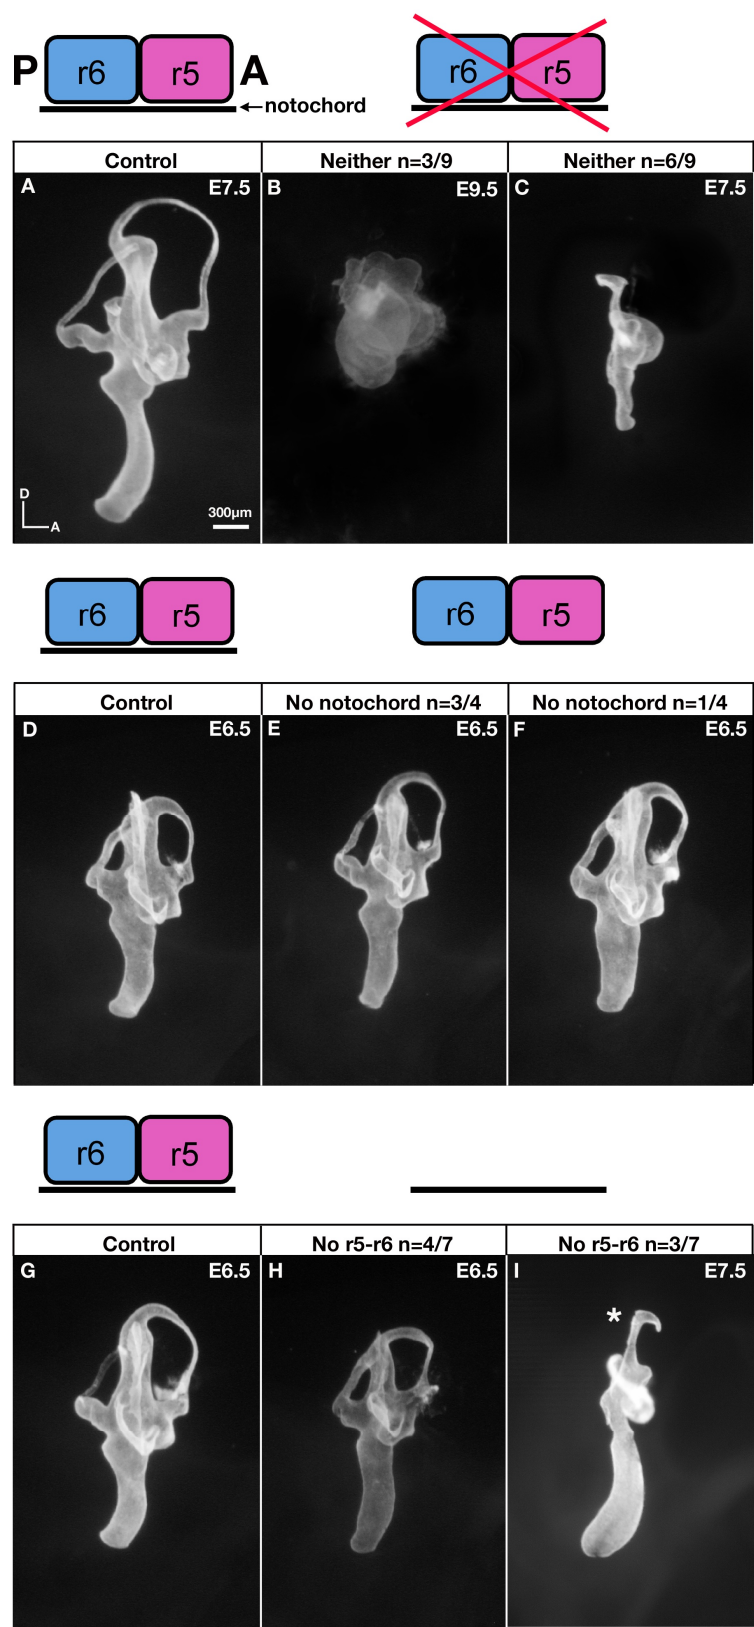 P r6 r5 A r6 r5
←notochord
Control Neither n=3/9 Neither n=6/9
A E7.5 B E9.5 C E7.5
D
A
300µm
r6 r5 r6 r5
Control No notochord n=3/4 No notochord n=1/4
D E6.5 E E6.5 F E6.5
r6 r5
Control No r5-r6 n=4/7 No r5-r6 n=3/7
G E6.5 H E6.5 I E7.5
*